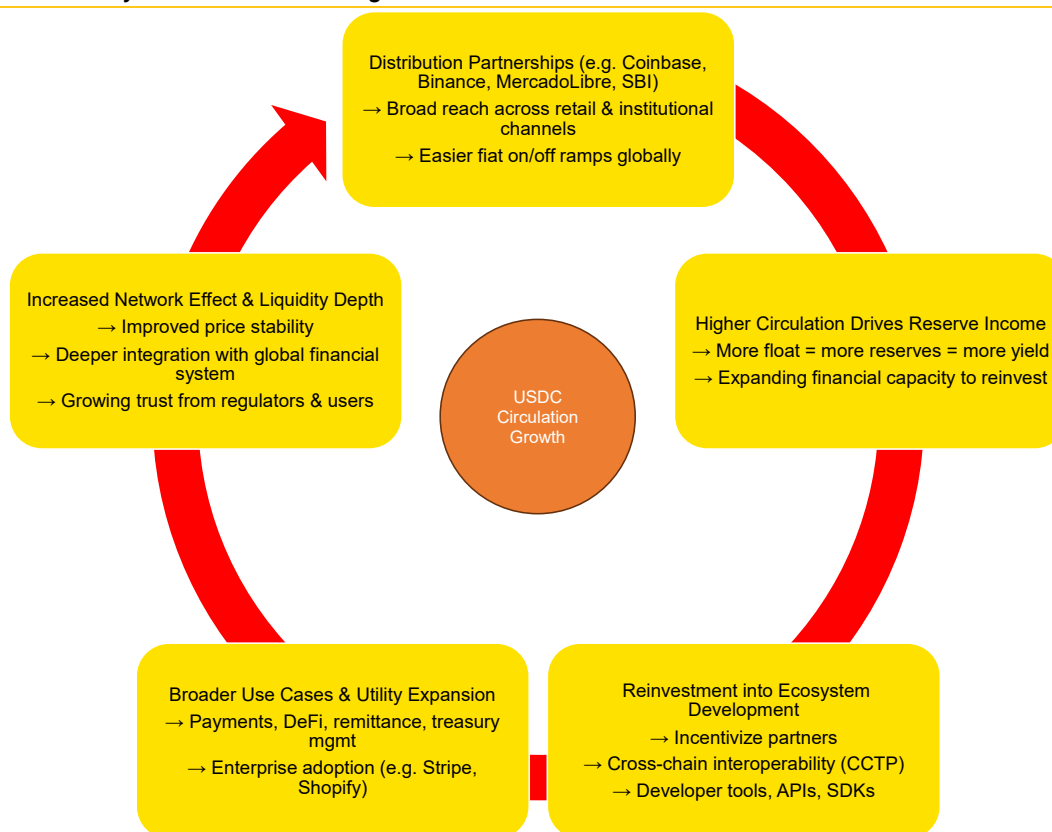 Distribution Partnerships (e.g. Coinbase,
Binance, MercadoLibre, SBI)
→ Broad reach across retail & institutional
channels
→ Easier fiat on/off ramps globally
Higher Circulation Drives Reserve Income
→ More float = more reserves = more yield
→ Expanding financial capacity to reinvest
Reinvestment into Ecosystem
Development
→ Incentivize partners
→ Cross-chain interoperability (CCTP)
→ Developer tools, APIs, SDKs
Broader Use Cases & Utility Expansion
→ Payments, DeFi, remittance, treasury
mgmt
→ Enterprise adoption (e.g. Stripe,
Shopify)
Increased Network Effect & Liquidity Depth
→ Improved price stability
→ Deeper integration with global financial
system
→ Growing trust from regulators & users
USDC
Circulation
Growth